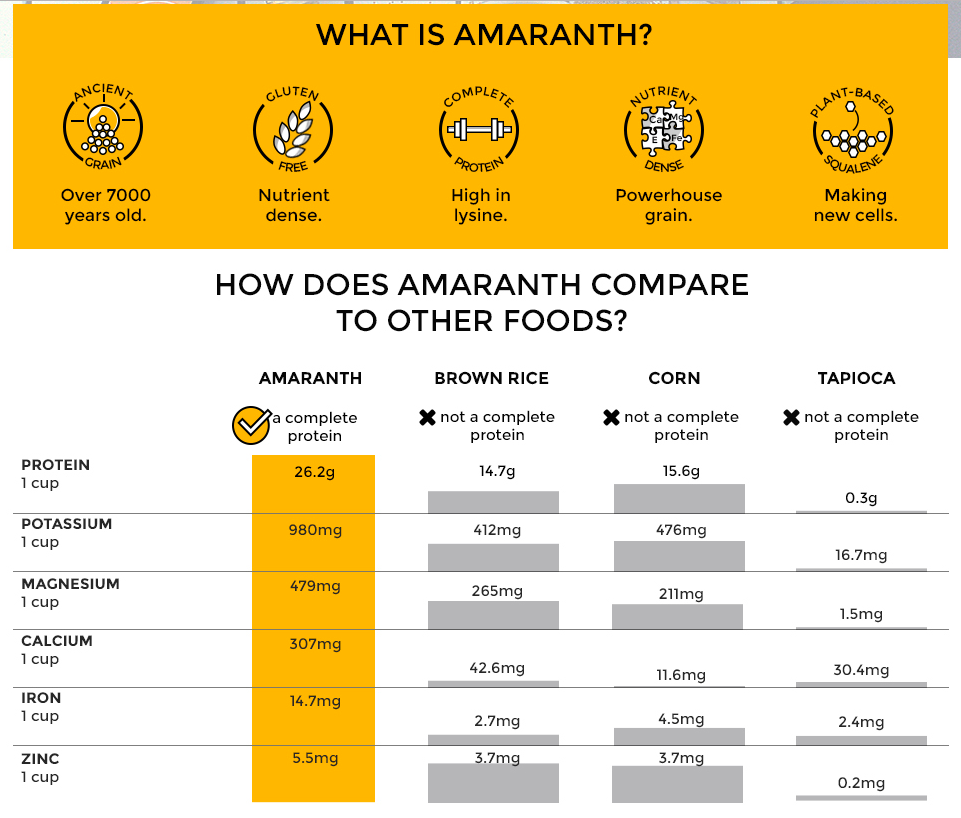 WHAT IS AMARANTH?
ANCIENT
GRAIN
Over 7000
years old.
GLUTEN
FREE
Nutrient
dense.
COMPLETE
PROTEIN
High in
lysine.
NUTRIENT
Ca Mg
E Fe
DENSE
Powerhouse
grain.
PLANT-BASED
SQUALENE
Making
new cells.
HOW DOES AMARANTH COMPARE
TO OTHER FOODS?
AMARANTH BROWN RICE CORN TAPIOCA
a complete not a complete not a complete not a complete
protein protein protein protein
PROTEIN 26.2g 14.7g 15.6g 0.3g
1 cup
POTASSIUM 980mg 412mg 476mg 16.7mg
1 cup
MAGNESIUM 479mg 265mg 211mg 1.5mg
1 cup
CALCIUM 307mg 42.6mg 11.6mg 30.4mg
1 cup
IRON 14.7mg 2.7mg 4.5mg 2.4mg
1 cup
ZINC 5.5mg 3.7mg 3.7mg 0.2mg
1 cup